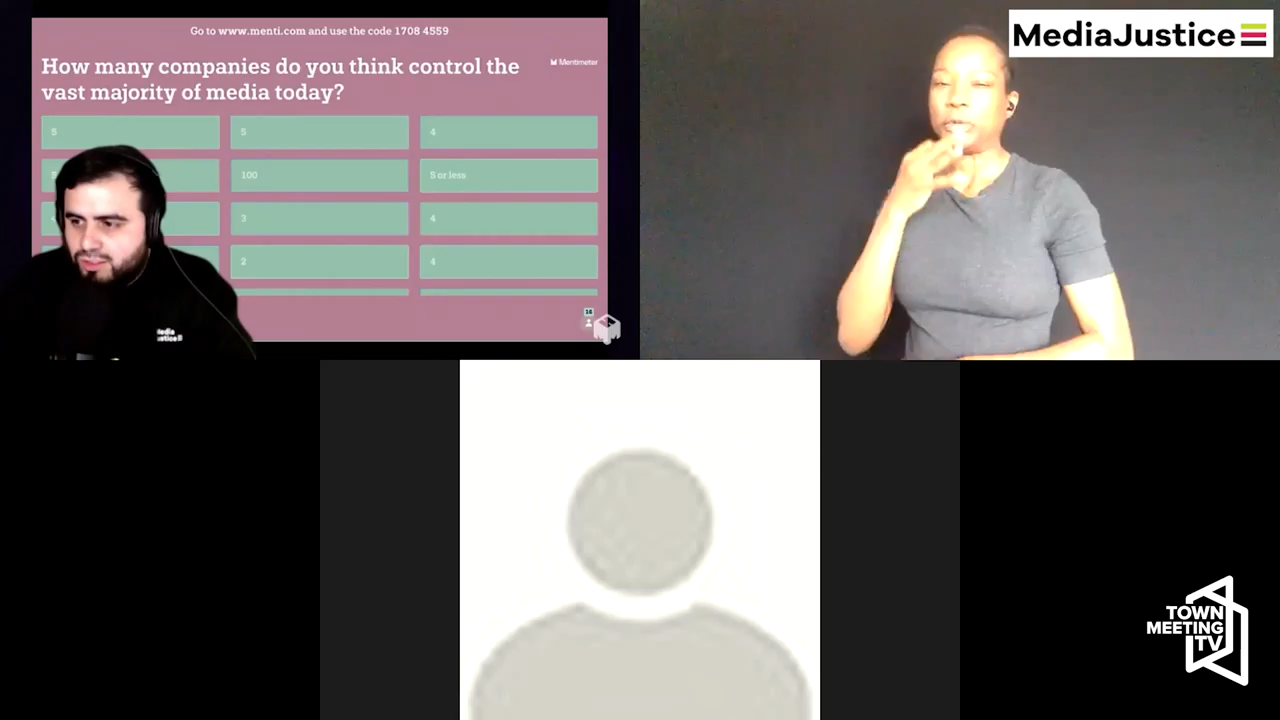 Go to www.menti.com and use the code 1708 4559
How many companies do you think control the
vast majority of media today?
Mentimeter
5
5
4
100
5 or less
3
4
2
4
MediaJustice
TOWN
MEETING
TV